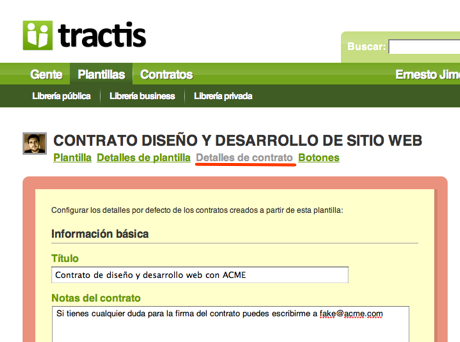 tractis
Buscar:
Gente Plantillas Contratos Ernesto Jim
Librería pública Librería business Librería privada
CONTRATO DISEÑO Y DESARROLLO DE SITIO WEB
Plantilla Detalles de plantilla Detalles de contrato Botones
Configurar los detalles por defecto de los contratos creados a partir de esta plantilla:
Información básica
Título
Contrato de diseño y desarrollo web con ACME
Notas del contrato
Si tienes cualquier duda para la firma del contrato puedes escribirme a fake@acme.com